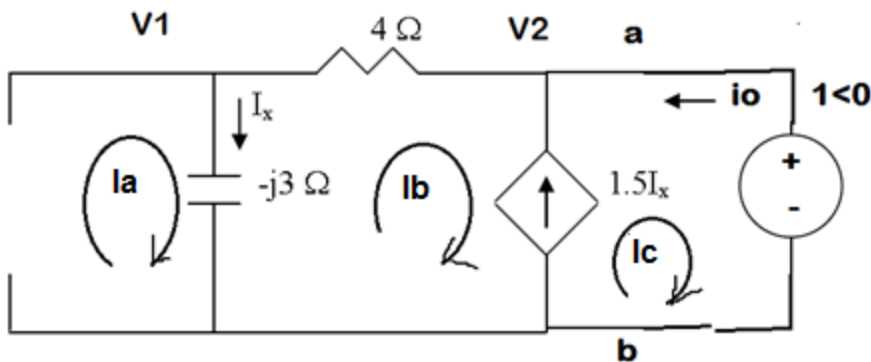 V1
4 Ω
V2
a
Ix
io
1<0
Ia
-j3 Ω
Ib
1.5Ix
+
-
Ic
b